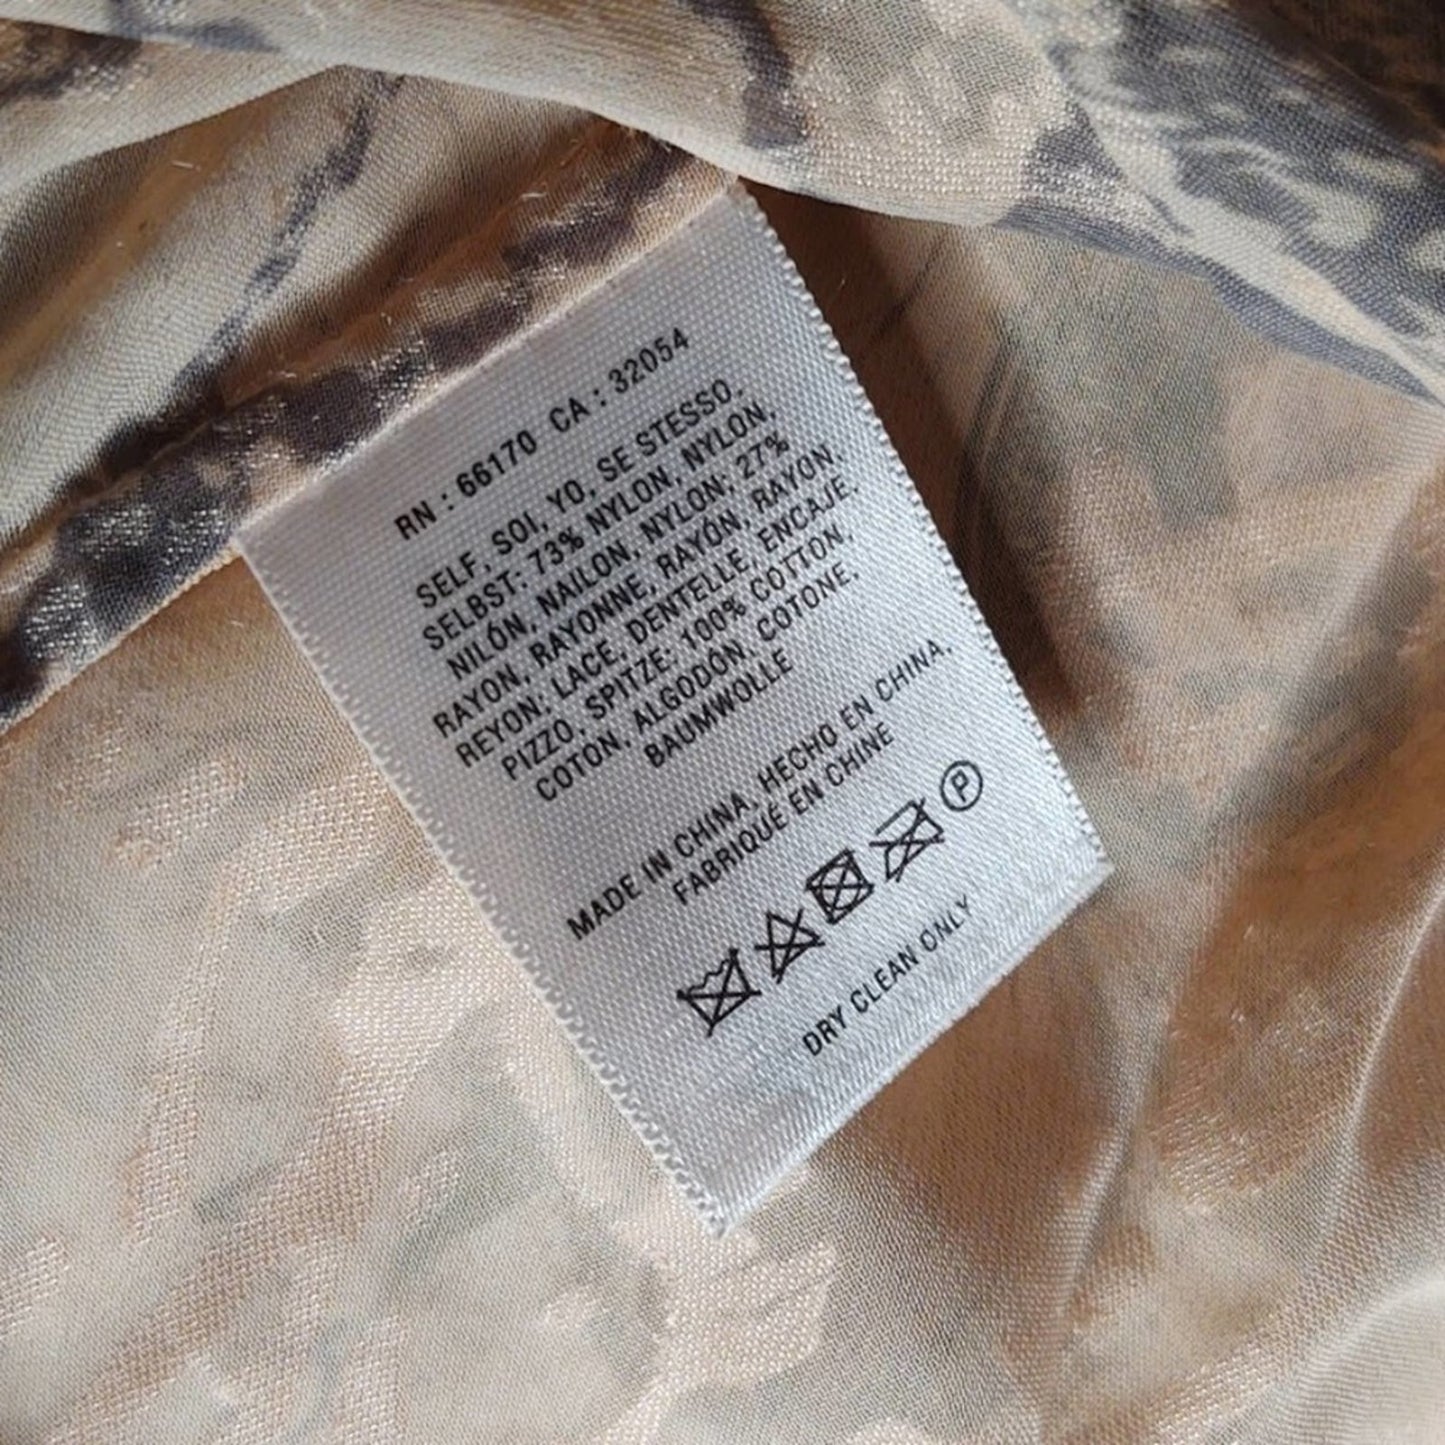 RN : 66170 CA : 32054
SELF, SOI, YO, SE STESSO,
SELBST: 73% NYLON, NYLON,
NILÓN, NAILON, NYLON; 27%
RAYON, RAYONNE, RAYÓN, RAYON,
REYON: LACE, DENTELLE, ENCAJE,
PIZZO, SPITZE: 100% COTTON,
COTON, ALGODÓN, COTONE,
BAUMWOLLE
MADE IN CHINA, HECHO EN CHINA,
FABRIQUÉ EN CHINE
P
DRY CLEAN ONLY